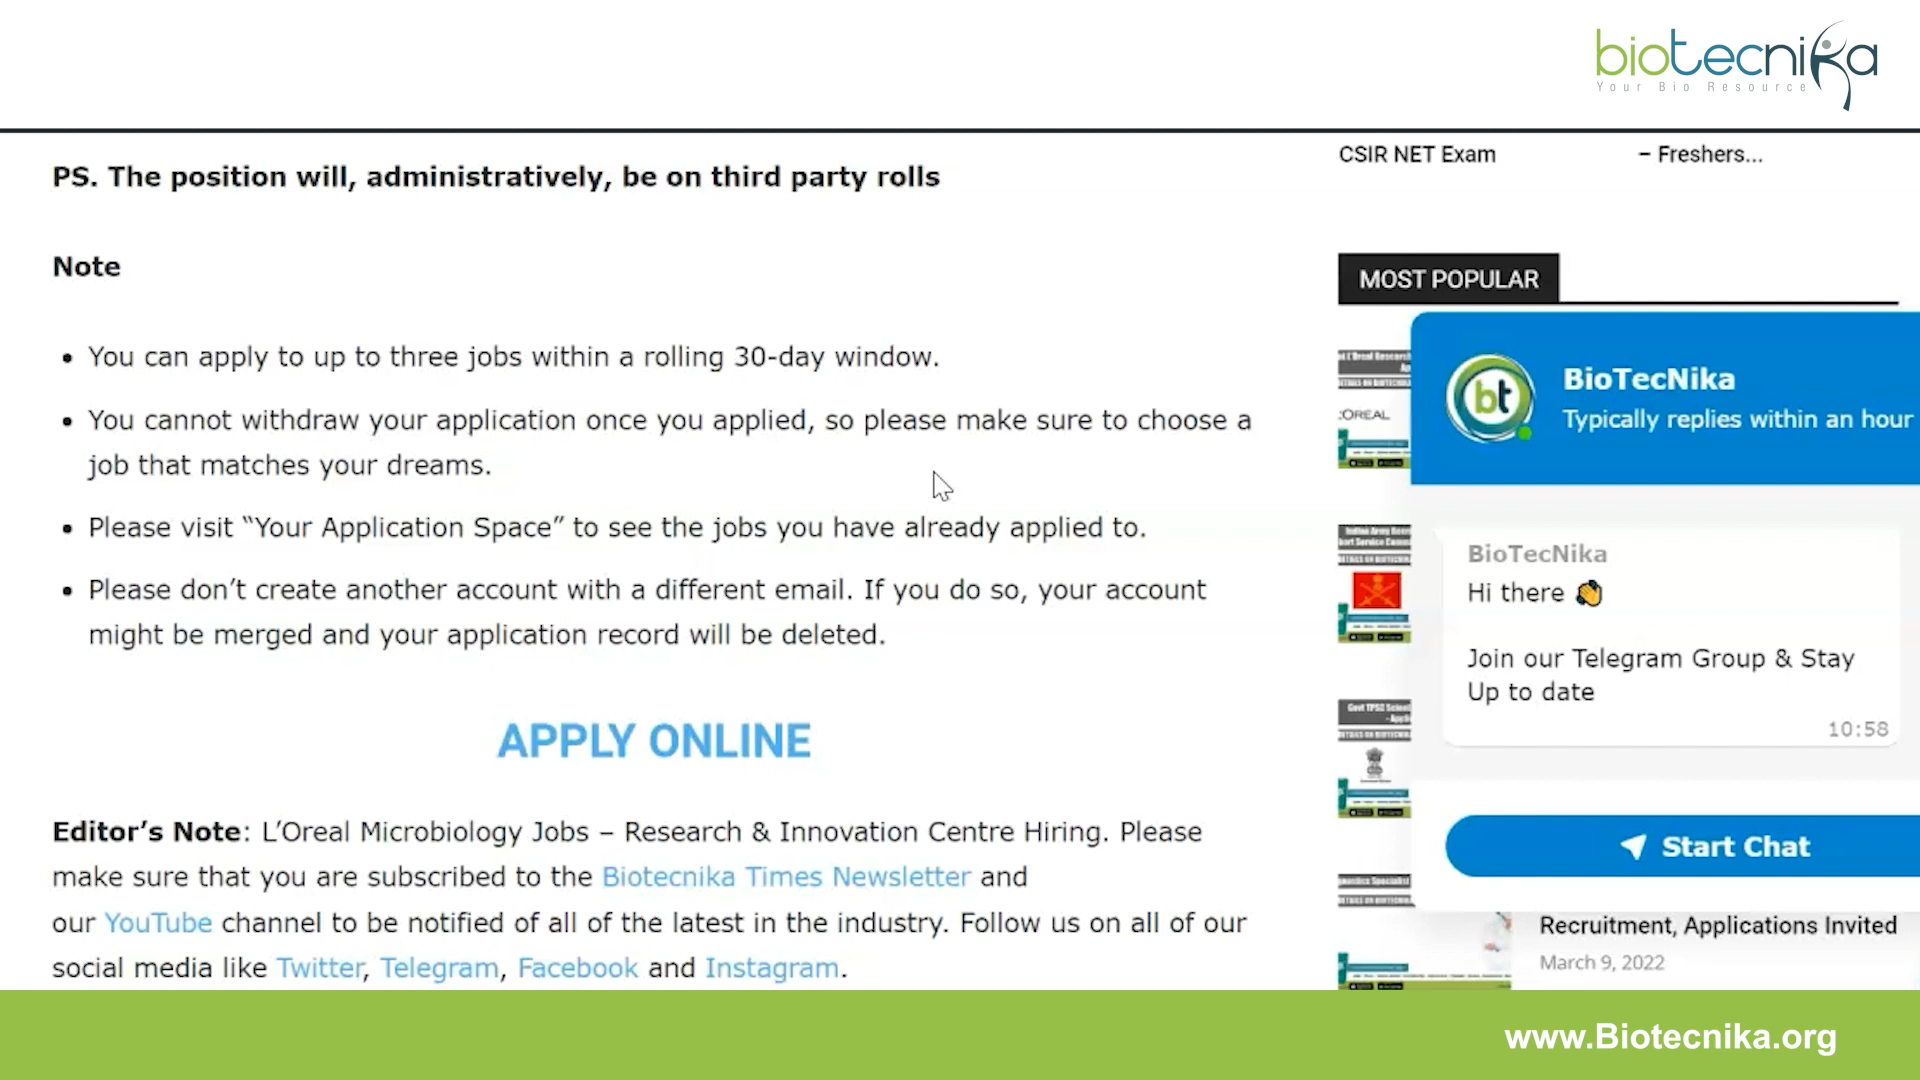 biotecnika
Your Bio Resource
PS. The position will, administratively, be on third party rolls
Note
• You can apply to up to three jobs within a rolling 30-day window.
• You cannot withdraw your application once you applied, so please make sure to choose a
job that matches your dreams.
• Please visit “Your Application Space” to see the jobs you have already applied to.
• Please don’t create another account with a different email. If you do so, your account
might be merged and your application record will be deleted.
APPLY ONLINE
Editor’s Note: L’Oreal Microbiology Jobs – Research & Innovation Centre Hiring. Please
make sure that you are subscribed to the Biotecnika Times Newsletter and
our YouTube channel to be notified of all of the latest in the industry. Follow us on all of our
social media like Twitter, Telegram, Facebook and Instagram.
CSIR NET Exam
– Freshers...
MOST POPULAR
bt
BioTecNika
Typically replies within an hour
BioTecNika
Hi there
Join our Telegram Group & Stay
Up to date
10:58
Start Chat
Recruitment, Applications Invited
March 9, 2022
www.Biotecnika.org